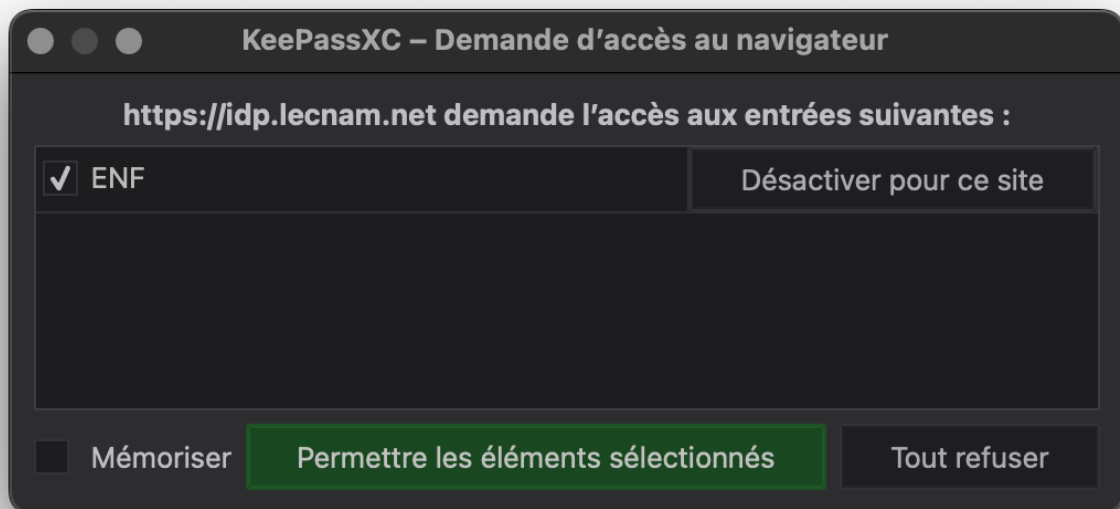 KeePassXC – Demande d’accès au navigateur
https://idp.lecnam.net demande l’accès aux entrées suivantes :
ENF
Désactiver pour ce site
Mémoriser
Permettre les éléments sélectionnés
Tout refuser